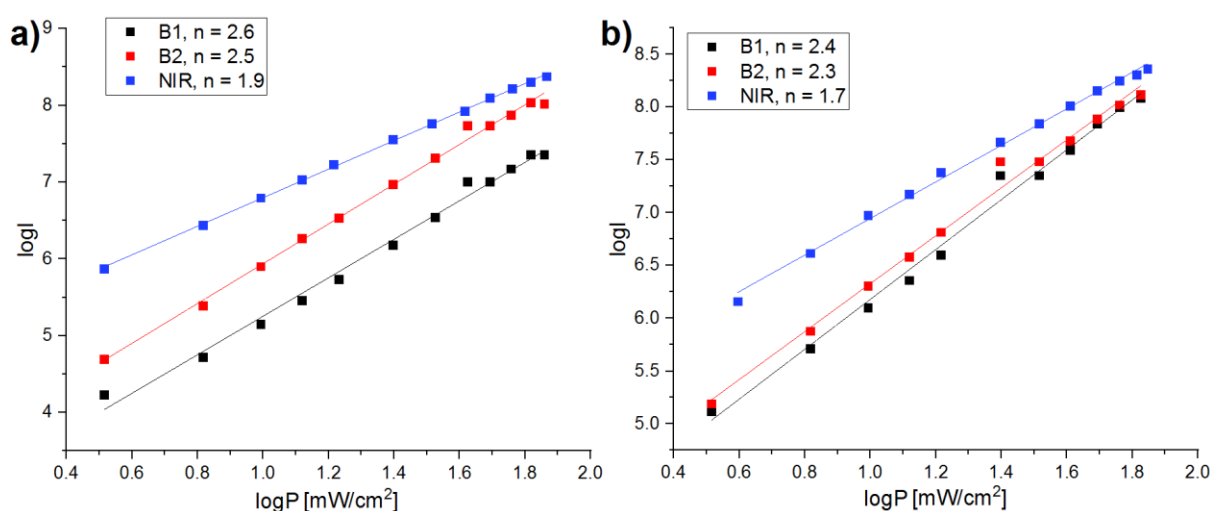 a)
B1, n = 2.6
B2, n = 2.5
NIR, n = 1.9
logI
9
8
7
6
5
4
0.4 0.6 0.8 1.0 1.2 1.4 1.6 1.8 2.0
logP [mW/cm²]
b)
B1, n = 2.4
B2, n = 2.3
NIR, n = 1.7
logI
8.5
8.0
7.5
7.0
6.5
6.0
5.5
5.0
0.4 0.6 0.8 1.0 1.2 1.4 1.6 1.8 2.0
logP [mW/cm²]